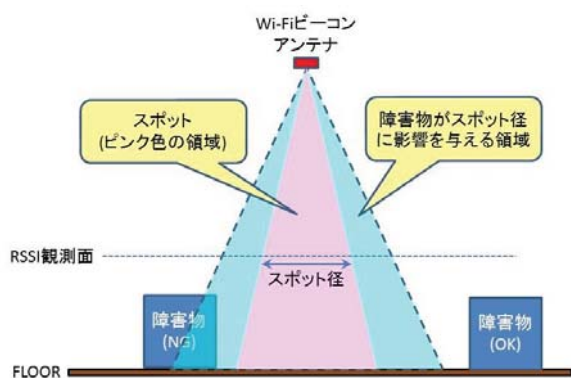 Wi-Fiビーコン
アンテナ
スポット
(ピンク色の領域)
障害物がスポット径
に影響を与える領域
RSSI観測面
スポット径
障害物
(NG)
障害物
(OK)
FLOOR